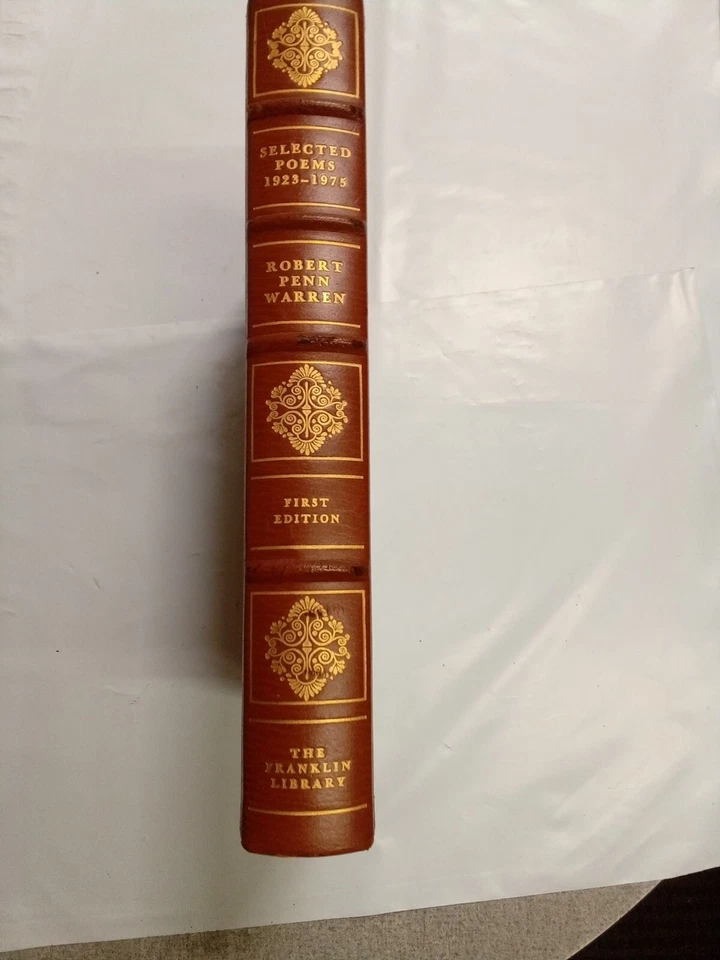 SELECTED
POEMS
1923–1975
ROBERT
PENN
WARREN
FIRST
EDITION
THE
FRANKLIN
LIBRARY